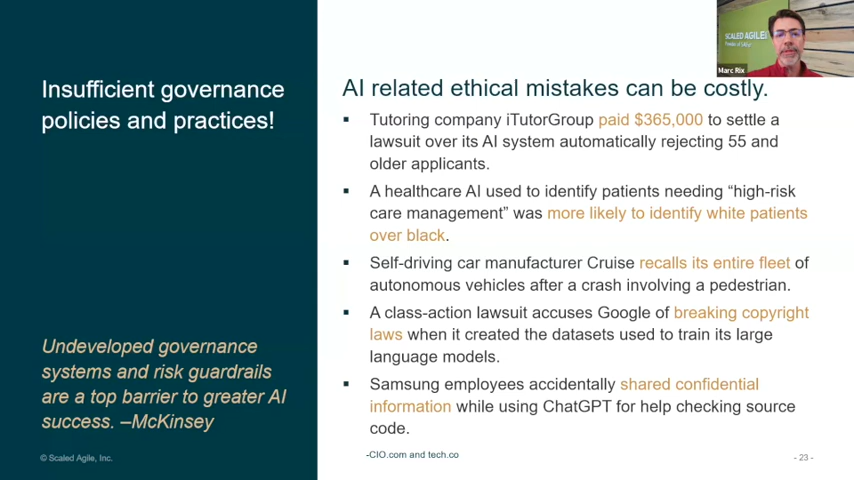 Insufficient governance
policies and practices!
Undeveloped governance
systems and risk guardrails
are a top barrier to greater AI
success. –McKinsey
© Scaled Agile, Inc.
AI related ethical mistakes can be costly.
▪ Tutoring company iTutorGroup paid $365,000 to settle a
lawsuit over its AI system automatically rejecting 55 and
older applicants.
▪ A healthcare AI used to identify patients needing “high-risk
care management” was more likely to identify white patients
over black.
▪ Self-driving car manufacturer Cruise recalls its entire fleet of
autonomous vehicles after a crash involving a pedestrian.
▪ A class-action lawsuit accuses Google of breaking copyright
laws when it created the datasets used to train its large
language models.
▪ Samsung employees accidentally shared confidential
information while using ChatGPT for help checking source
code.
-CIO.com and tech.co
- 23 -
SCALED AGILE
Marc Rix